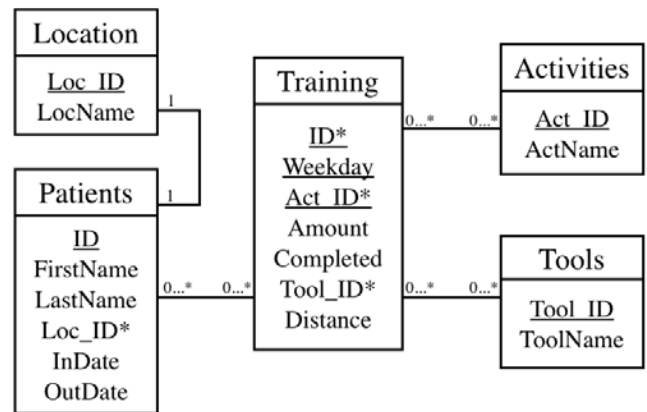 Location
Loc_ID
LocName
1
1
Patients
ID
FirstName
LastName
Loc_ID*
InDate
OutDate
0...*
0...*
Training
ID*
Weekday
Act_ID*
Amount
Completed
Tool_ID*
Distance
0...*
0...*
Activities
Act_ID
ActName
0...*
0...*
Tools
Tool_ID
ToolName